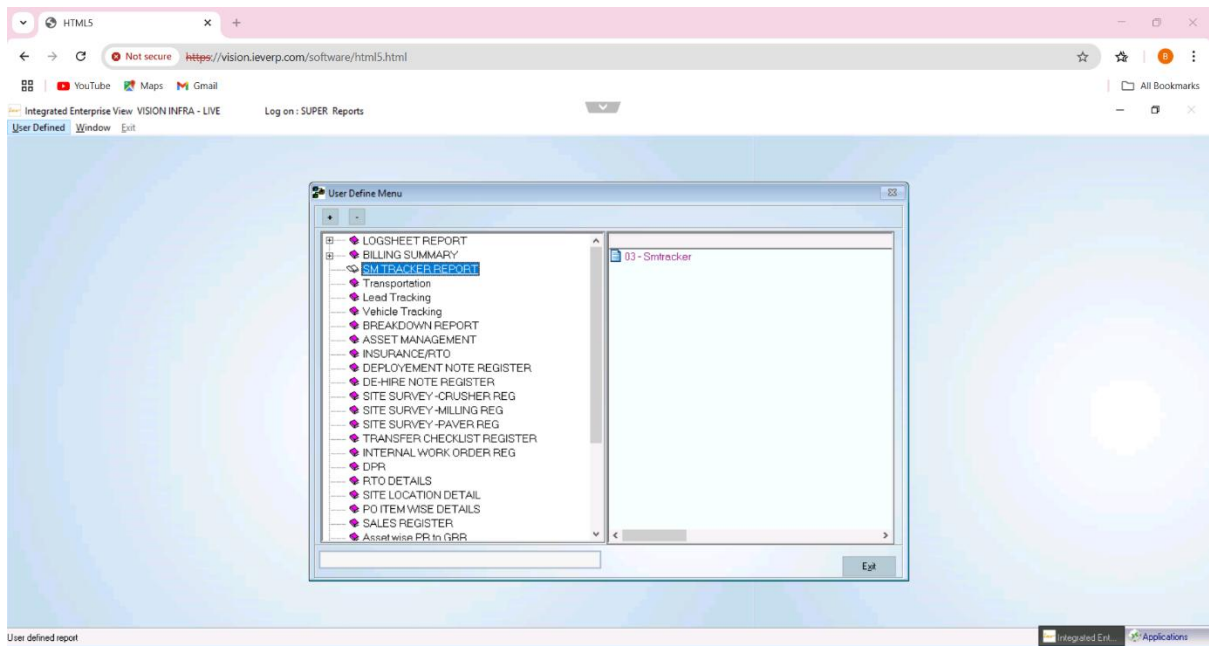 HTML5
Not secure https://vision.ieverp.com/software/html5.html
B
YouTube Maps Gmail
All Bookmarks
Integrated Enterprise View VISION INFRA - LIVE Log on : SUPER Reports
User Defined Window Exit
User Define Menu
+ -
LOGSHEET REPORT
BILLING SUMMARY
SM TRACKER REPORT
Transportation
Lead Tracking
Vehicle Tracking
BREAKDOWN REPORT
ASSET MANAGEMENT
INSURANCE/RTO
DEPLOYEMENT NOTE REGISTER
DE-HIRE NOTE REGISTER
SITE SURVEY -CRUSHER REG
SITE SURVEY -MILLING REG
SITE SURVEY -PAVER REG
TRANSFER CHECKLIST REGISTER
INTERNAL WORK ORDER REG
DPR
RTO DETAILS
SITE LOCATION DETAIL
PO ITEM WISE DETAILS
SALES REGISTER
Asset wise PR to GRR
03 - Smtracker
Exit
User defined report
Integrated Ent... Applications